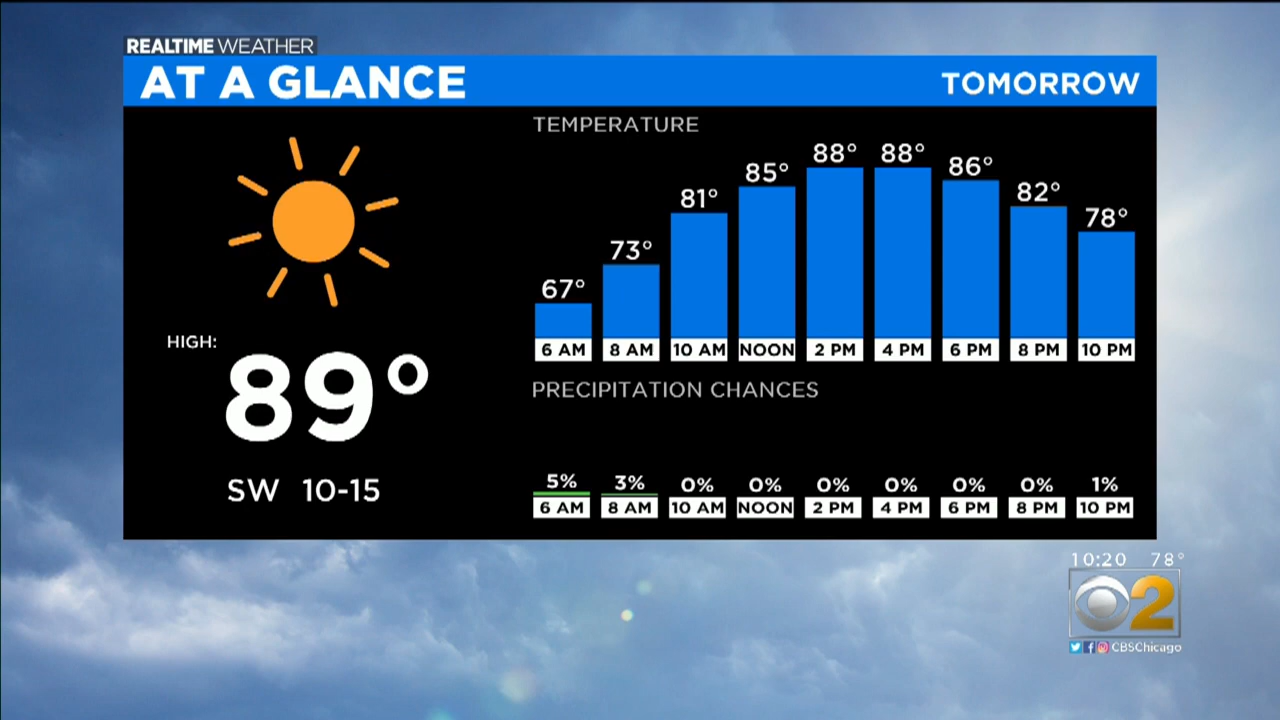 REALTIME WEATHER
AT A GLANCE
TOMORROW
HIGH:
89°
SW 10-15
TEMPERATURE
67° 73° 81° 85° 88° 88° 86° 82° 78°
6 AM 8 AM 10 AM NOON 2 PM 4 PM 6 PM 8 PM 10 PM
PRECIPITATION CHANCES
5% 3% 0% 0% 0% 0% 0% 0% 1%
6 AM 8 AM 10 AM NOON 2 PM 4 PM 6 PM 8 PM 10 PM
10:20 78°
2
CBSChicago